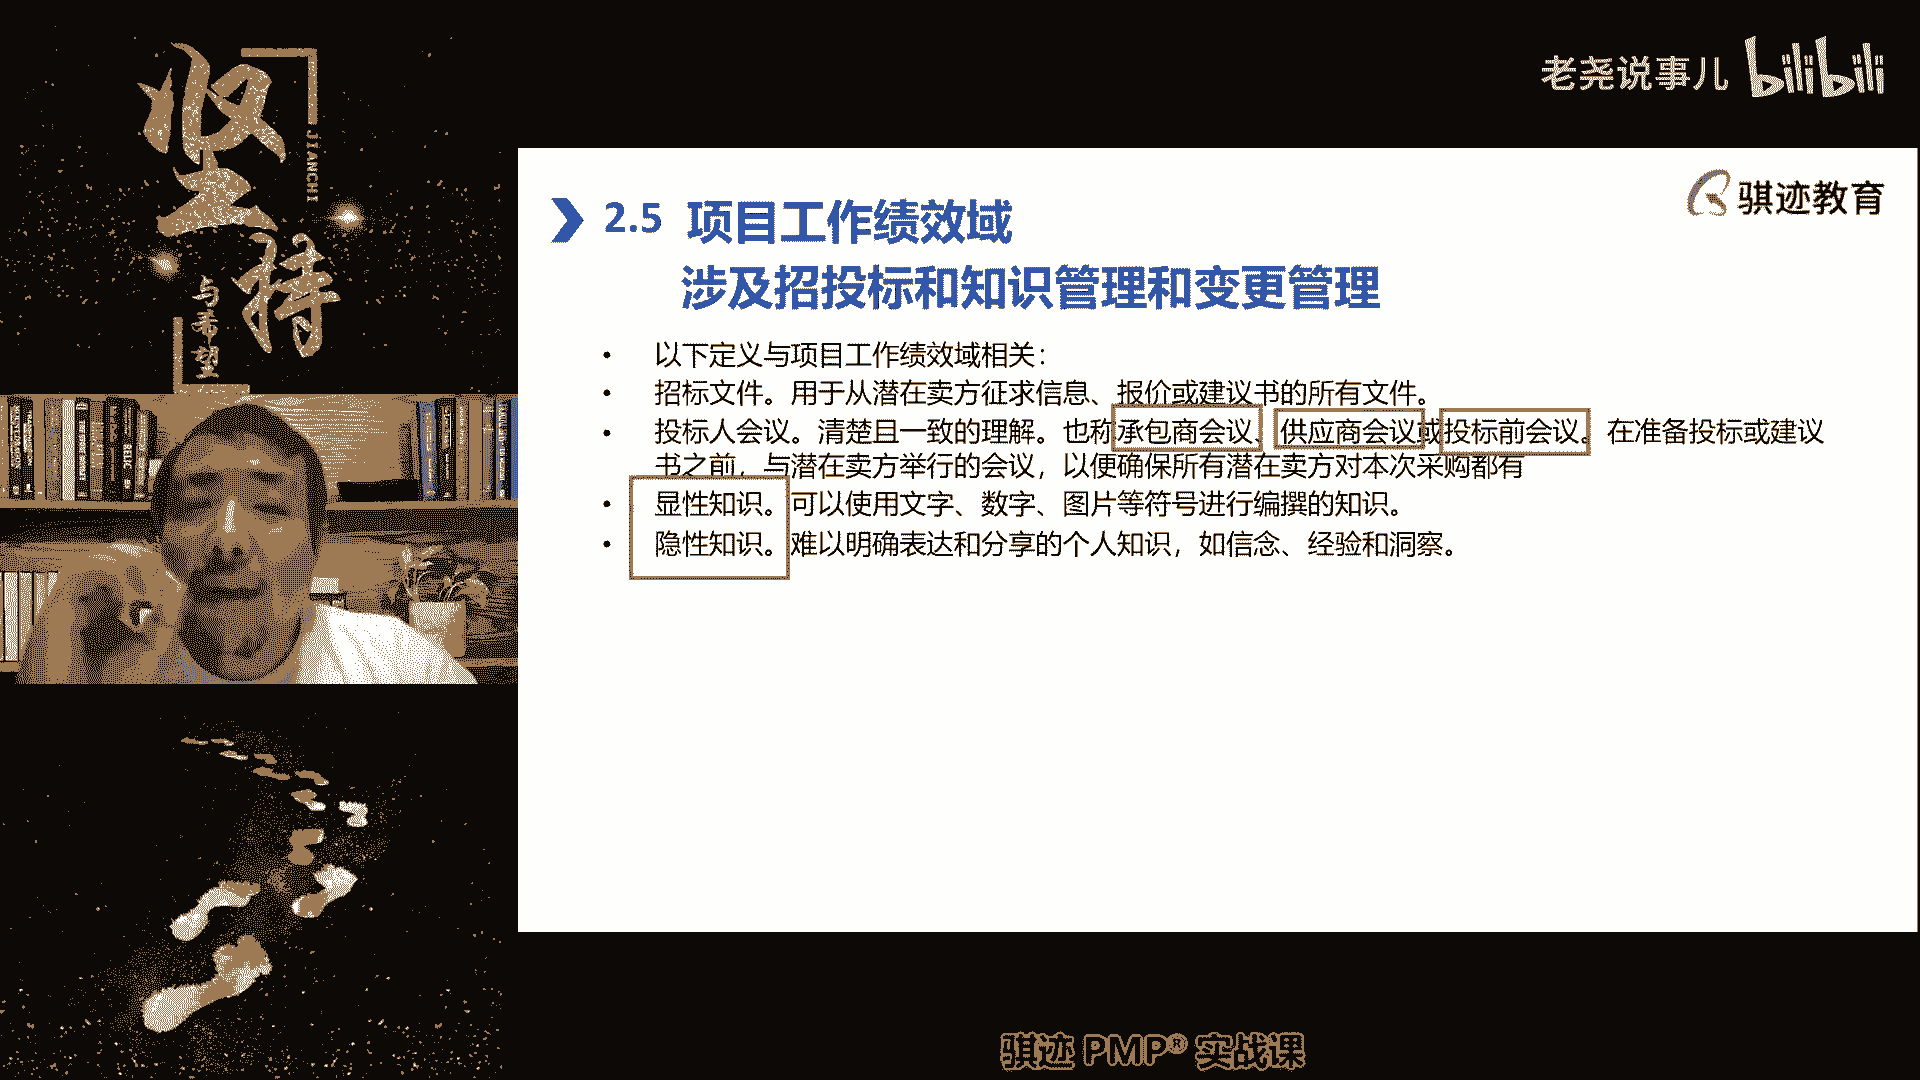 坚持
JIANCHI
与希望
老尧说事儿 bilibili
骐迹教育
2.5 项目工作绩效域
涉及招投标和知识管理和变更管理
• 以下定义与项目工作绩效域相关：
• 招标文件。用于从潜在卖方征求信息、报价或建议书的所有文件。
• 投标人会议。清楚且一致的理解。也称承包商会议、供应商会议或投标前会议。在准备投标或建议
书之前，与潜在卖方举行的会议，以便确保所有潜在卖方对本次采购都有
• 显性知识。可以使用文字、数字、图片等符号进行编撰的知识。
• 隐性知识。难以明确表达和分享的个人知识，如信念、经验和洞察。
骐迹 PMP® 实战课